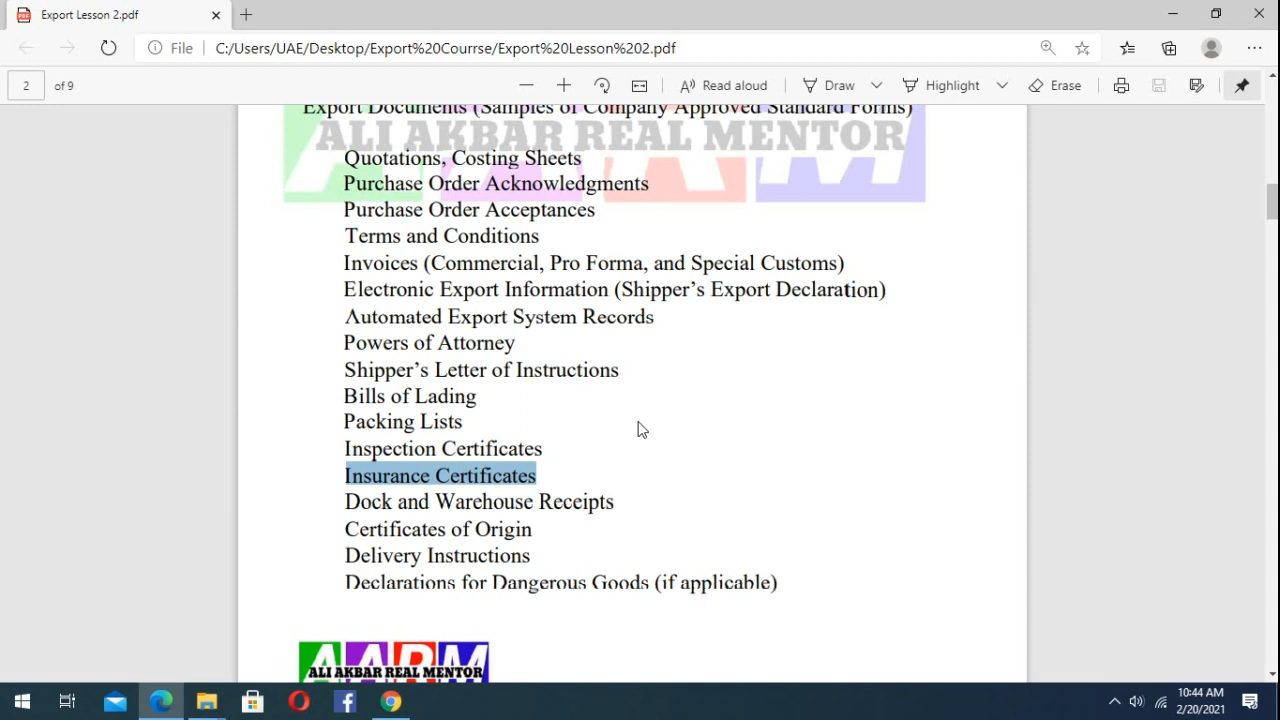 Export Lesson 2.pdf
File C:/Users/UAE/Desktop/Export%20Courrse/Export%20Lesson%202.pdf
2 of 9 Read aloud Draw Highlight Erase
Export Documents (Samples of Company Approved Standard Forms)
ALI AKBAR REAL MENTOR
Quotations, Costing Sheets
Purchase Order Acknowledgments
Purchase Order Acceptances
Terms and Conditions
Invoices (Commercial, Pro Forma, and Special Customs)
Electronic Export Information (Shipper's Export Declaration)
Automated Export System Records
Powers of Attorney
Shipper's Letter of Instructions
Bills of Lading
Packing Lists
Inspection Certificates
Insurance Certificates
Dock and Warehouse Receipts
Certificates of Origin
Delivery Instructions
Declarations for Dangerous Goods (if applicable)
AARM
ALI AKBAR REAL MENTOR
10:44 AM
2/20/2021